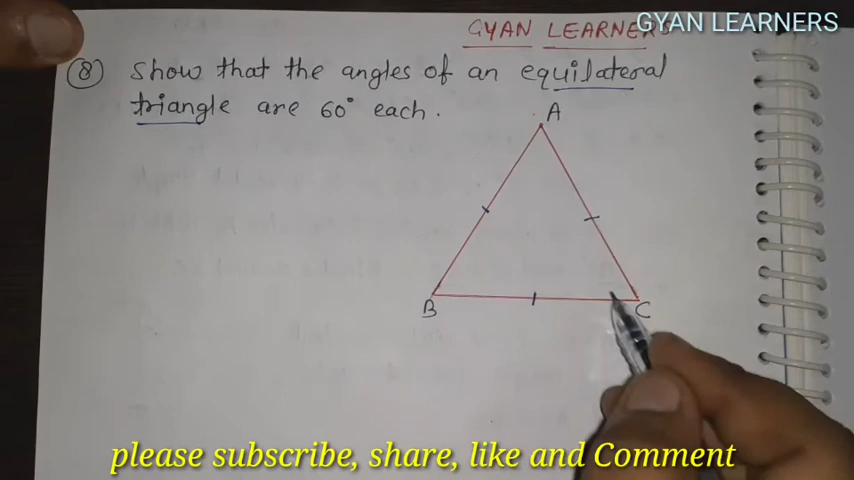 GYAN LEARNERS
GYAN LEARNERS
8 Show that the angles of an equilateral
triangle are 60° each.
A
B
C
please subscribe, share, like and Comment